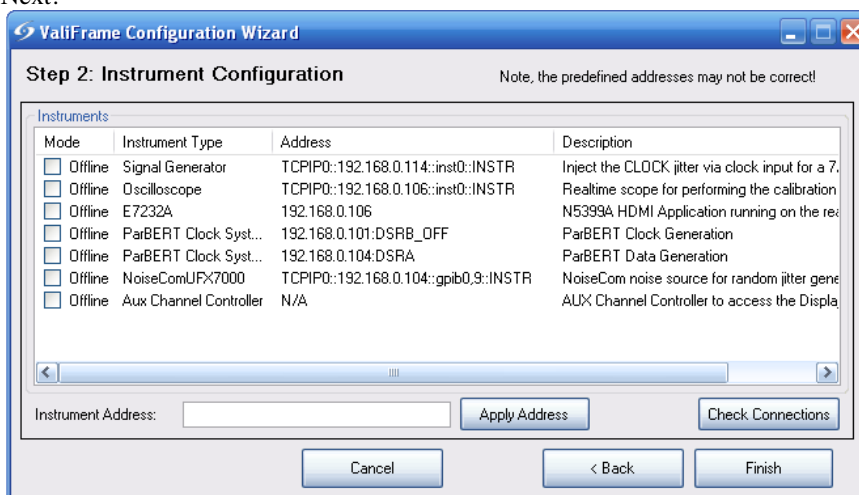 Next.
ValiFrame Configuration Wizard
Step 2: Instrument Configuration
Note, the predefined addresses may not be correct!
Instruments
Mode Instrument Type Address Description
Offline Signal Generator TCPIP0::192.168.0.114::inst0::INSTR Inject the CLOCK jitter via clock input for a 7.
Offline Oscilloscope TCPIP0::192.168.0.106::inst0::INSTR Realtime scope for performing the calibration
Offline E7232A 192.168.0.106 N5399A HDMI Application running on the rea
Offline ParBERT Clock Syst... 192.168.0.101:DSRB_OFF ParBERT Clock Generation
Offline ParBERT Clock Syst... 192.168.0.104:DSRA ParBERT Data Generation
Offline NoiseComUFX7000 TCPIP0::192.168.0.104::gpib0,9::INSTR NoiseCom noise source for random jitter gene
Offline Aux Channel Controller N/A AUX Channel Controller to access the Displa
Instrument Address: Apply Address Check Connections
Cancel < Back Finish